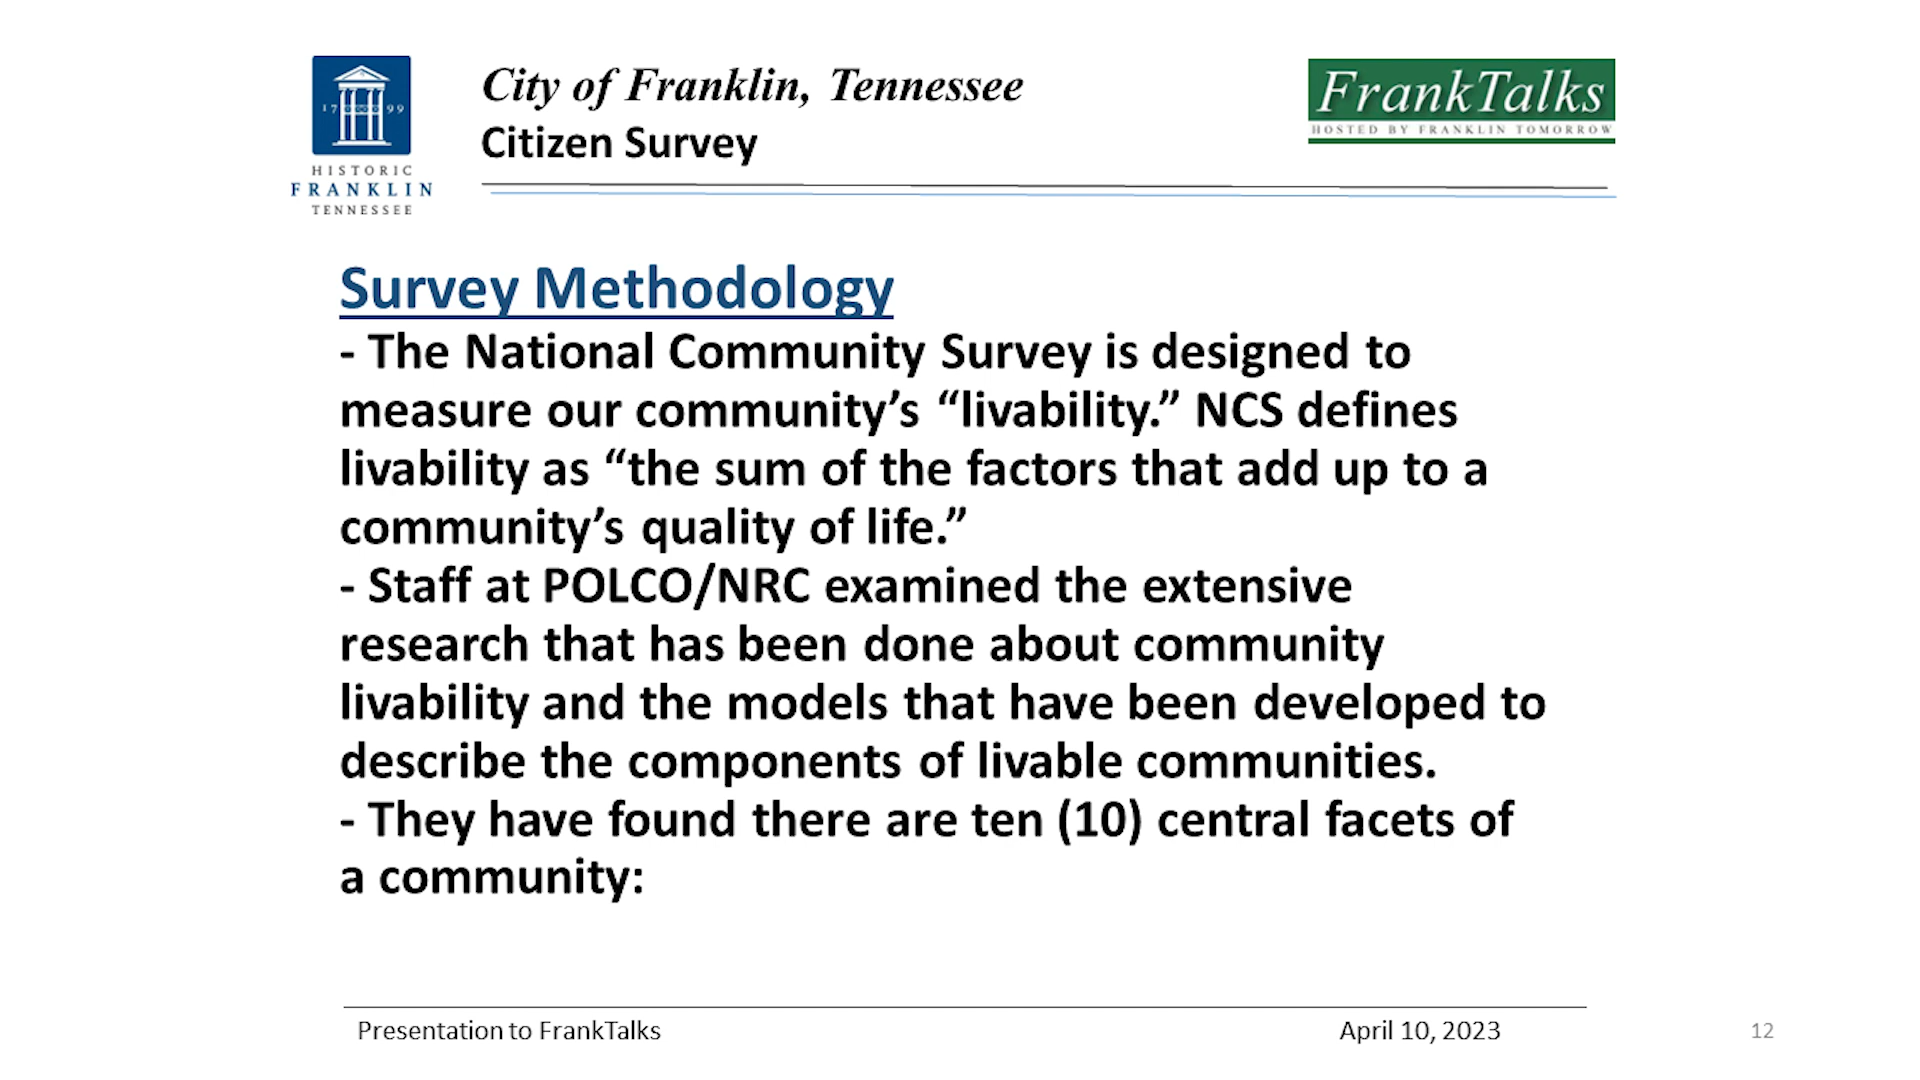 City of Franklin, Tennessee
Citizen Survey
17 99
HISTORIC
FRANKLIN
TENNESSEE
FrankTalks
HOSTED BY FRANKLIN TOMORROW
Survey Methodology
- The National Community Survey is designed to
measure our community’s “livability.” NCS defines
livability as “the sum of the factors that add up to a
community’s quality of life.”
- Staff at POLCO/NRC examined the extensive
research that has been done about community
livability and the models that have been developed to
describe the components of livable communities.
- They have found there are ten (10) central facets of
a community:
Presentation to FrankTalks
April 10, 2023
12